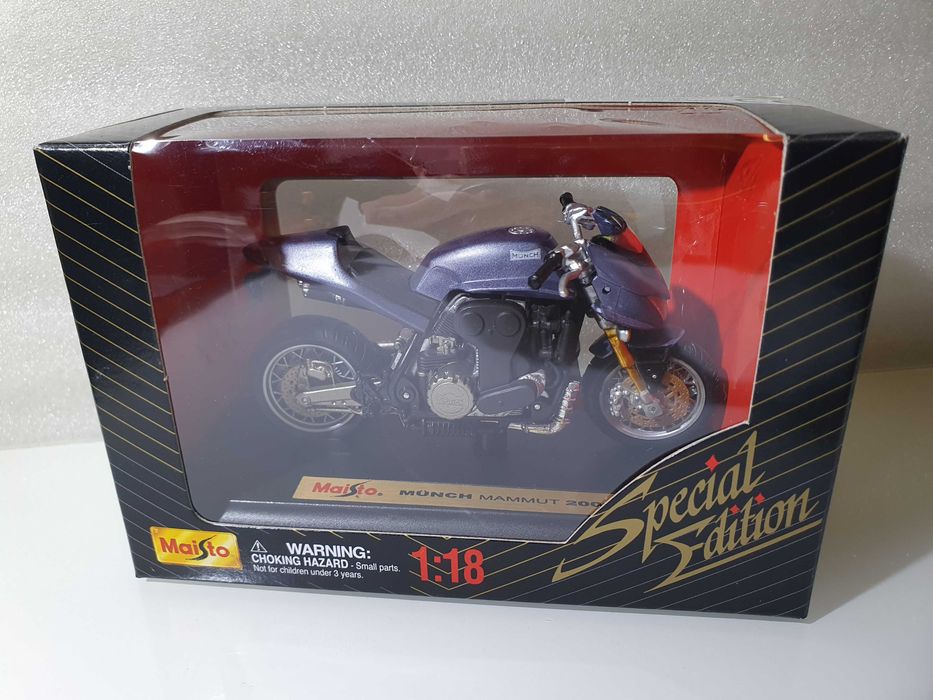 MÜNCH
Maisto. MÜNCH MAMMUT 200
Special
Edition
Maisto
WARNING:
CHOKING HAZARD - Small parts.
Not for children under 3 years.
1:18